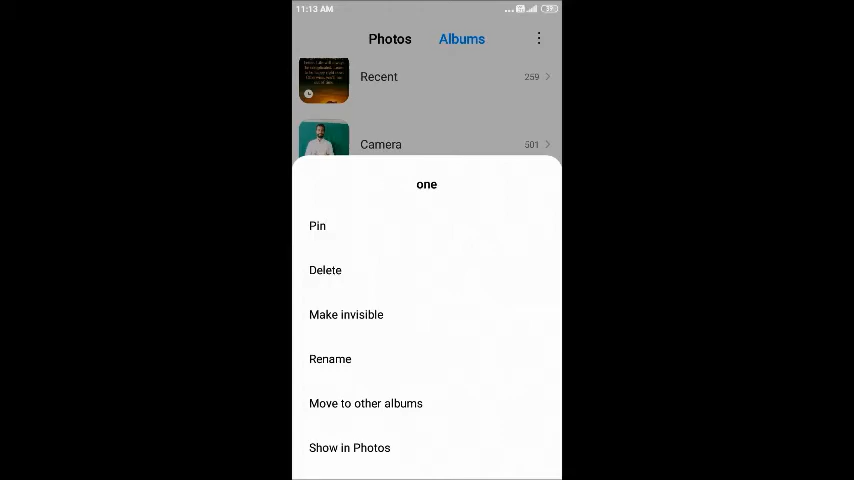 11:13 AM
39
Photos
Albums
Recent
259
Camera
501
one
Pin
Delete
Make invisible
Rename
Move to other albums
Show in Photos